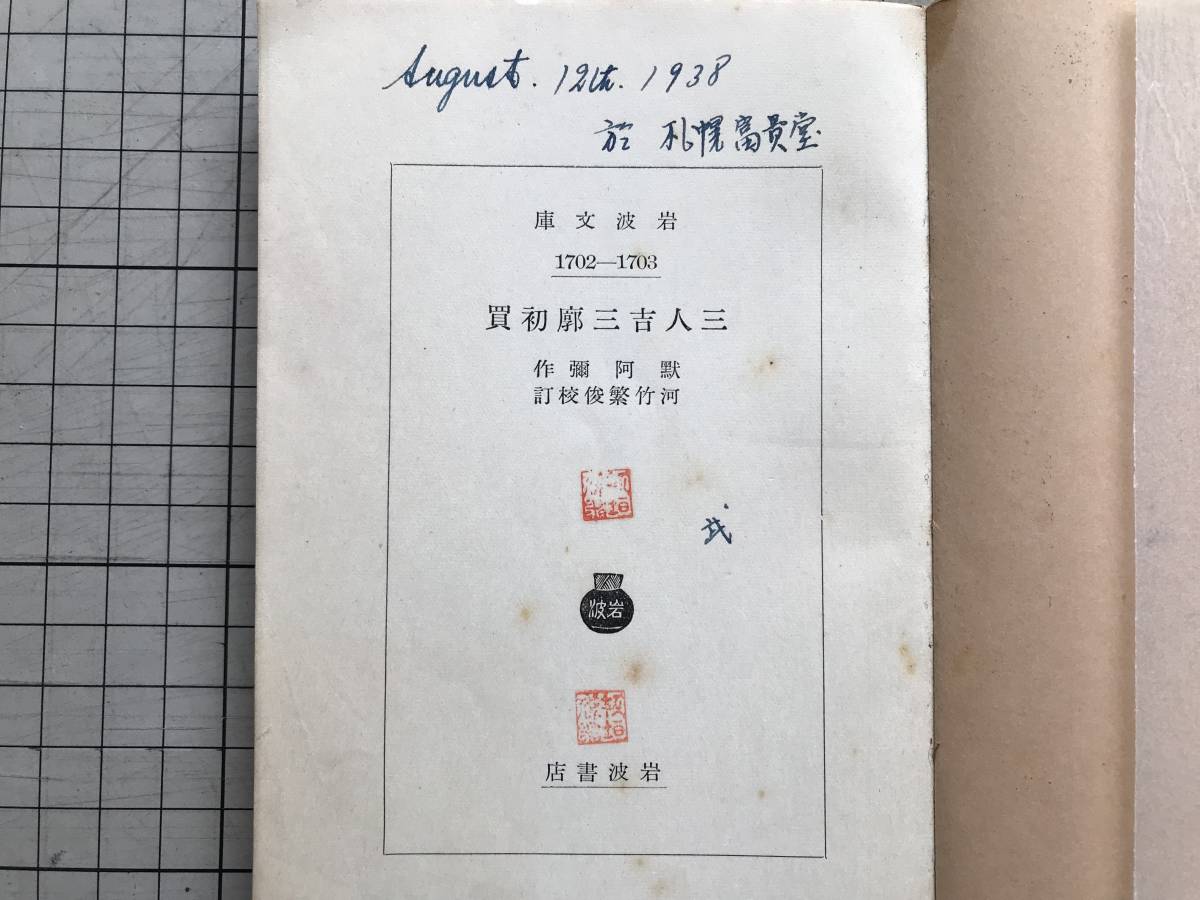 August. 12th. 1938
於 札幌富貴堂
庫文波岩
1702—1703
買初廓三吉人三
作彌阿默
訂校俊繁竹河
波岩
店書波岩